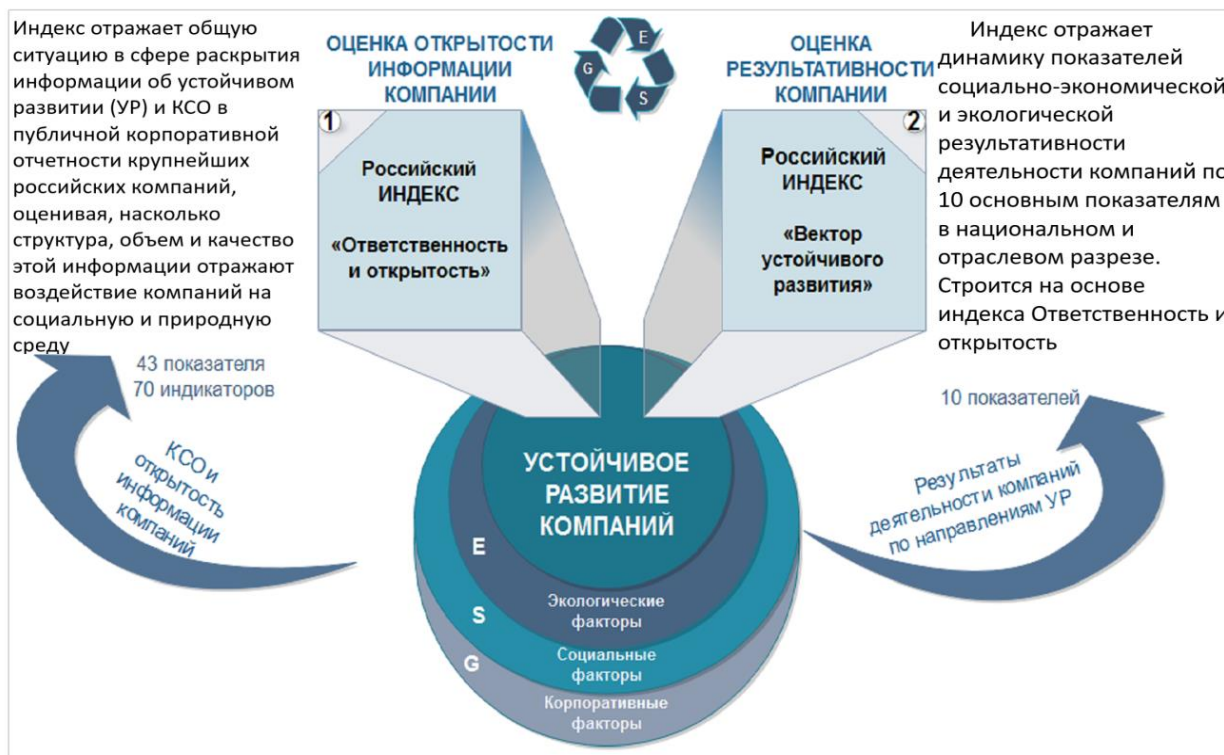 Индекс отражает общую
ситуацию в сфере раскрытия
информации об устойчивом
развитии (УР) и КСО в
публичной корпоративной
отчетности крупнейших
российских компаний,
оценивая, насколько
структура, объем и качество
этой информации отражают
воздействие компаний на
социальную и природную
среду
43 показателя
70 индикаторов
КСО и
открытость
информации
компаний
ОЦЕНКА ОТКРЫТОСТИ
ИНФОРМАЦИИ
КОМПАНИИ
1
Российский
ИНДЕКС
«Ответственность
и открытость»
E
G
S
ОЦЕНКА
РЕЗУЛЬТАТИВНОСТИ
КОМПАНИИ
2
Российский
ИНДЕКС
«Вектор
устойчивого
развития»
Индекс отражает
динамику показателей
социально-экономической
и экологической
результативности
деятельности компаний по
10 основным показателям
в национальном и
отраслевом разрезе.
Строится на основе
индекса Ответственность и
открытость
10 показателей
Результаты
деятельности компаний
по направлениям УР
УСТОЙЧИВОЕ
РАЗВИТИЕ
КОМПАНИЙ
E
Экологические
факторы
S
Социальные
факторы
G
Корпоративные
факторы